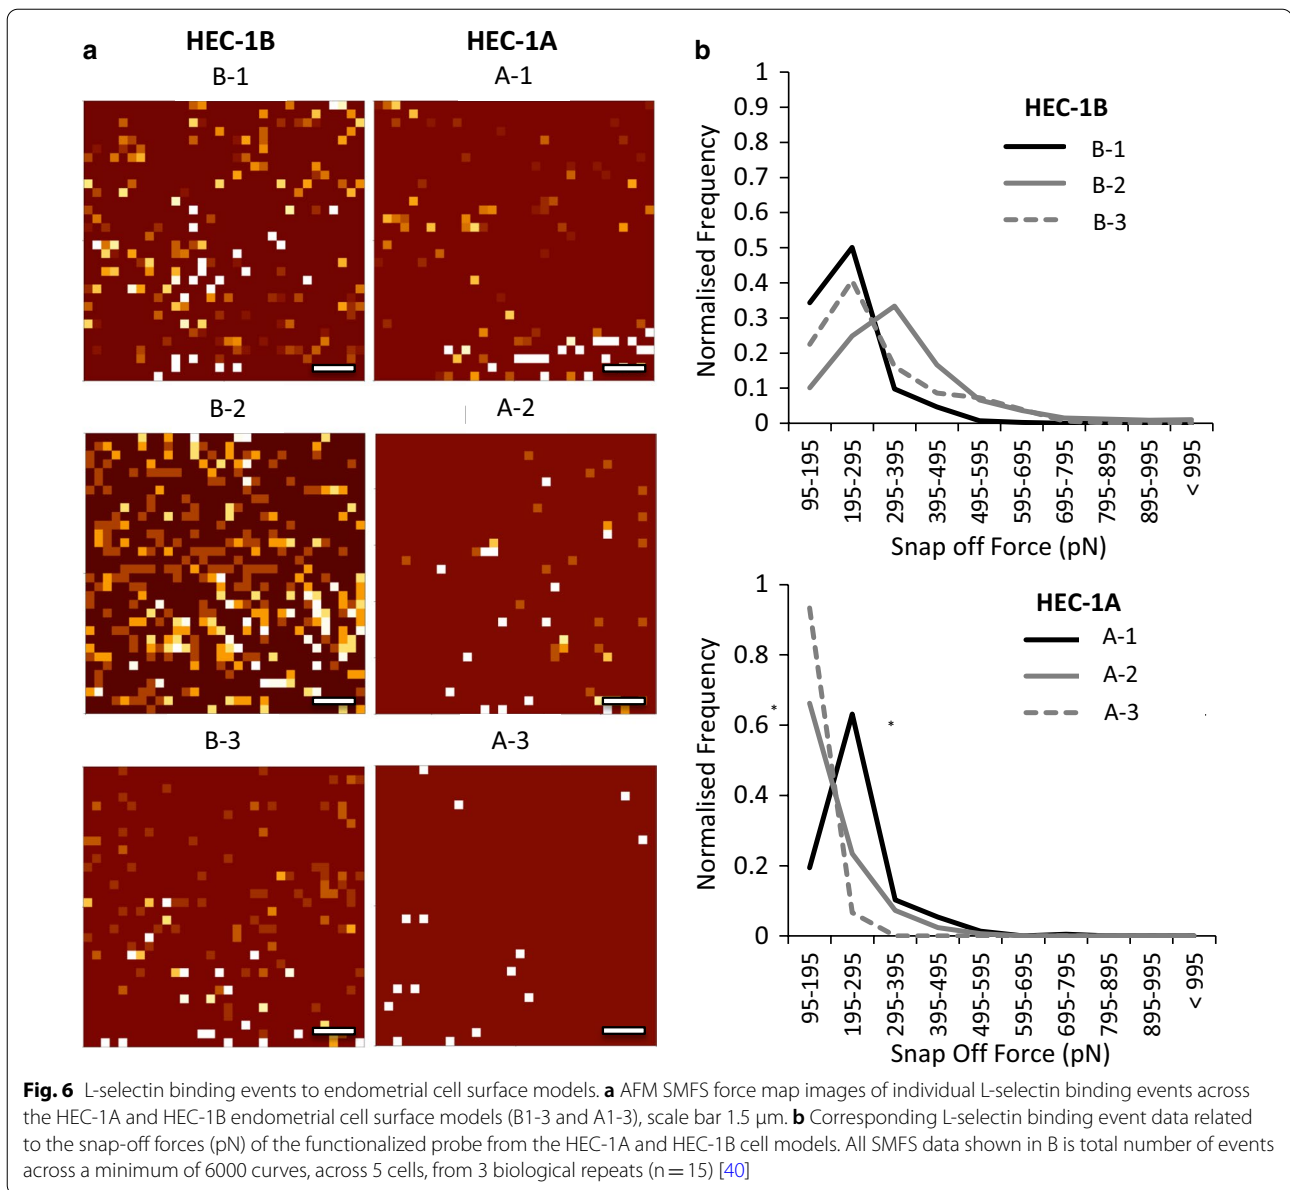 a
HEC-1B
HEC-1A
B-1
A-1
B-2
A-2
B-3
A-3
b
1
0.9
0.8
0.7
0.6
0.5
0.4
0.3
0.2
0.1
0
Normalised Frequency
HEC-1B
B-1
B-2
B-3
95-195
195-295
295-395
395-495
495-595
595-695
695-795
795-895
895-995
< 995
Snap off Force (pN)
1
0.8
0.6
0.4
0.2
0
Normalised Frequency
HEC-1A
A-1
A-2
A-3
*
*
95-195
195-295
295-395
395-495
495-595
595-695
695-795
795-895
895-995
< 995
Snap Off Force (pN)
Fig. 6 L-selectin binding events to endometrial cell surface models. a AFM SMFS force map images of individual L-selectin binding events across
the HEC-1A and HEC-1B endometrial cell surface models (B1-3 and A1-3), scale bar 1.5 µm. b Corresponding L-selectin binding event data related
to the snap-off forces (pN) of the functionalized probe from the HEC-1A and HEC-1B cell models. All SMFS data shown in B is total number of events
across a minimum of 6000 curves, across 5 cells, from 3 biological repeats (n = 15) [40]